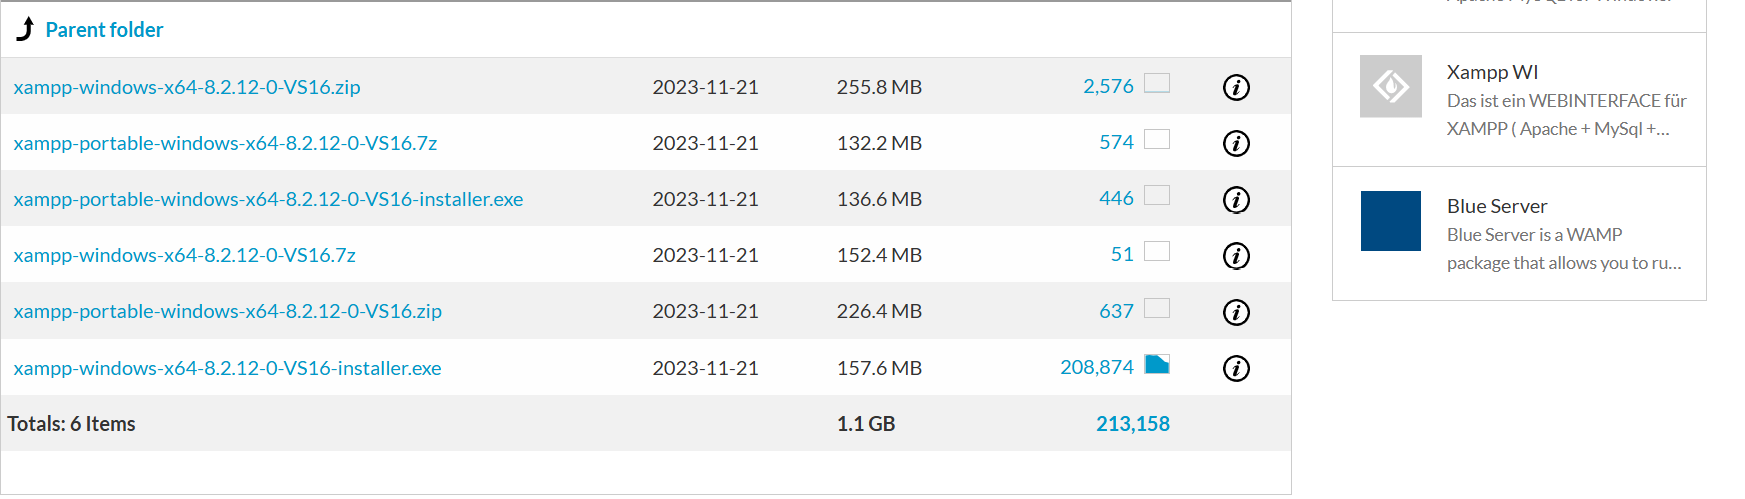 Parent folder
xampp-windows-x64-8.2.12-0-VS16.zip 2023-11-21 255.8 MB 2,576
xampp-portable-windows-x64-8.2.12-0-VS16.7z 2023-11-21 132.2 MB 574
xampp-portable-windows-x64-8.2.12-0-VS16-installer.exe 2023-11-21 136.6 MB 446
xampp-windows-x64-8.2.12-0-VS16.7z 2023-11-21 152.4 MB 51
xampp-portable-windows-x64-8.2.12-0-VS16.zip 2023-11-21 226.4 MB 637
xampp-windows-x64-8.2.12-0-VS16-installer.exe 2023-11-21 157.6 MB 208,874
Totals: 6 Items 1.1 GB 213,158
Xampp WI
Das ist ein WEBINTERFACE für
XAMPP ( Apache + MySql +...
Blue Server
Blue Server is a WAMP
package that allows you to ru...